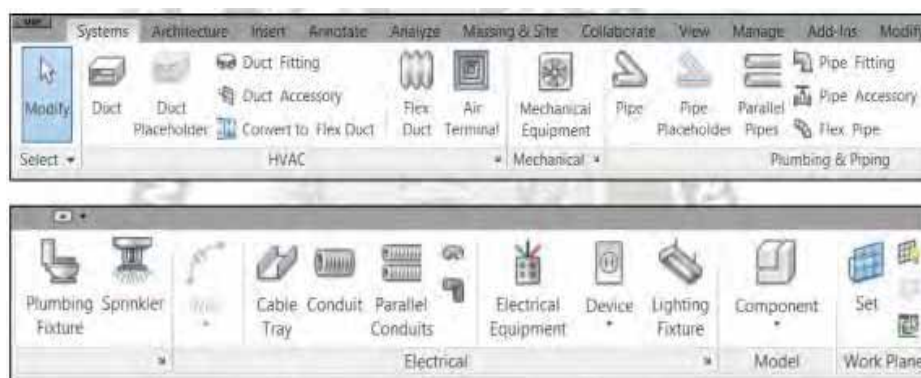 Systems Architecture Insert Annotate Analyze Massing & Site Collaborate View Manage Add-Ins Modify
Modify
Duct
Duct
Placeholder
Duct Fitting
Duct Accessory
Convert to Flex Duct
Flex
Duct
Air
Terminal
Mechanical
Equipment
Pipe
Pipe
Placeholder
Parallel
Pipes
Pipe Fitting
Pipe Accessory
Flex Pipe
Select HVAC Mechanical Plumbing & Piping
Plumbing
Fixture
Sprinkler
Cable
Tray
Conduit
Parallel
Conduits
Electrical
Equipment
Device
Lighting
Fixture
Component
Set
Electrical Model Work Plane